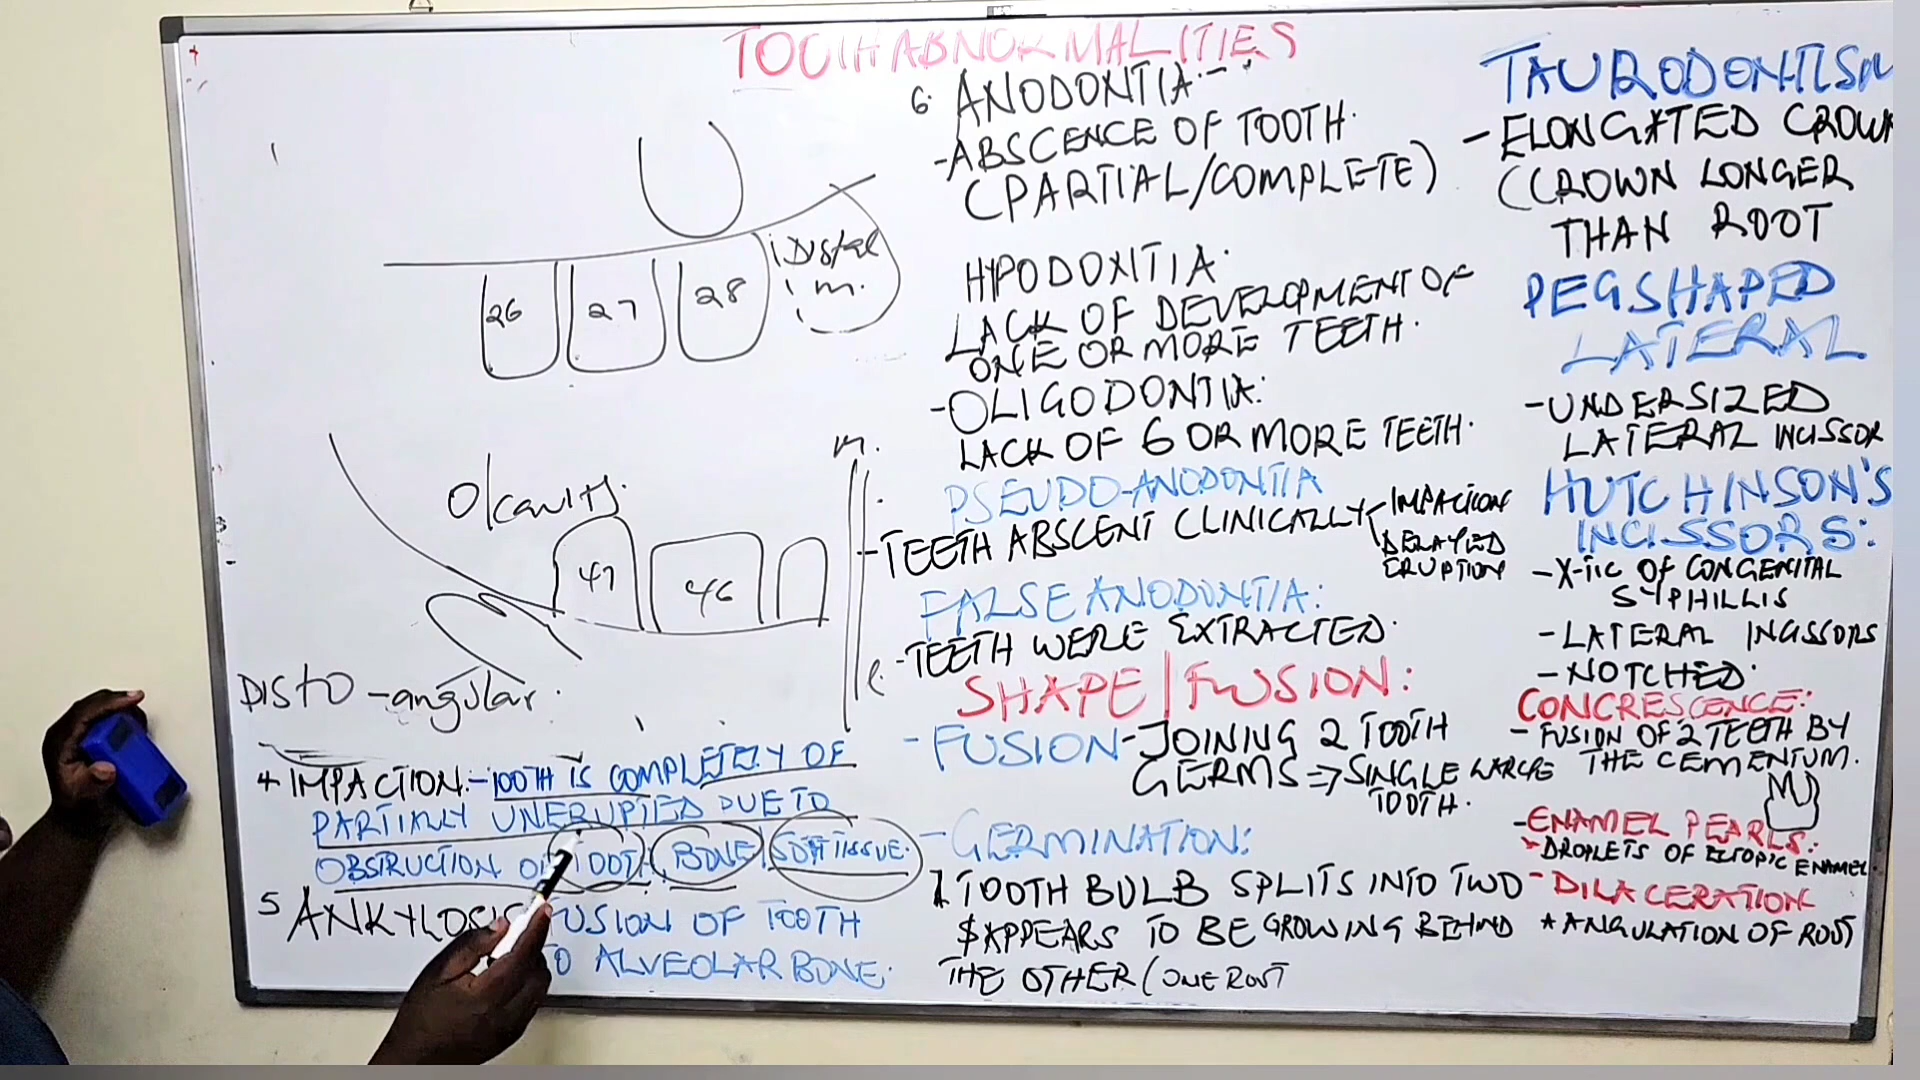 TOOTH ABNORMALITIES
26
27
28
Distal
m.
O/cavity.
m.
47
46
DISTO-angular.
4 IMPACTION:-TOOTH IS COMPLETELY OF
PARTIALLY UNERUPTED DUE TO
OBSTRUCTION OF TOOT, BONE, SOFT TISSUE.
5 ANKYLOSIS FUSION OF TOOTH
TO ALVEOLAR BONE.
6. ANODONTIA:-
-ABSCENCE OF TOOTH.
(PARTIAL/COMPLETE)
HYPODOXITIA.
LACK OF DEVELOPMENT OF
ONE OR MORE TEETH.
-OLIGODONTIA:
LACK OF 6 OR MORE TEETH.
PSEUDO-ANODONTIA
-TEETH ABSCENT CLINICALLY
IMPACTION
DELAYED
ERUPTION
FALSE ANODONTIA:
-TEETH WERE EXTRACTED.
SHAPE/FUSION:
-FUSION-JOINING 2 TOOTH
GERMS => SINGLE LARGE
TOOTH.
-GERMINATION:
1 TOOTH BULB SPLITS INTO TWO
$ APPEARS TO BE GROWING BEHIND
THE OTHER (ONE ROOT
TAURODONTISM
-ELONGATED CROWN
(CROWN LONGER
THAN ROOT
PEG SHAPED
LATERAL
-UNDERSIZED
LATERAL INCISSOR
HUTCHINSON'S
INCISSORS:
-X-TIC OF CONGENITAL
SYPHILLIS
-LATERAL INCISSORS
-NOTCHED.
CONCRESCENCE:
-FUSION OF 2 TEETH BY
THE CEMENTUM.
-ENAMEL PEARLS:
DROPLETS OF ECTOPIC ENAMEL.
-DILACERATION
*ANGULATION OF ROOT